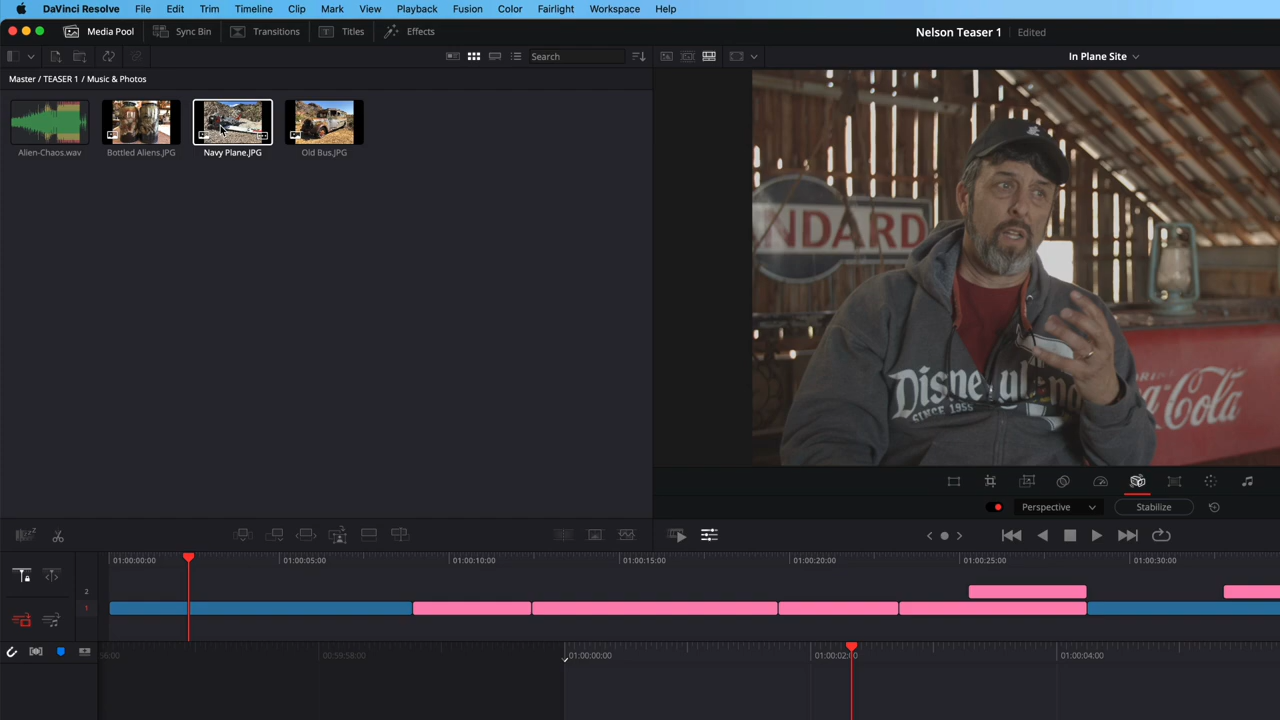 DaVinci Resolve File Edit Trim Timeline Clip Mark View Playback Fusion Color Fairlight Workspace Help
Media Pool Sync Bin Transitions Titles Effects Nelson Teaser 1 Edited
Search In Plane Site
Master / TEASER 1 / Music & Photos
Alien-Chaos.wav Bottled Aliens.JPG Navy Plane.JPG Old Bus.JPG
NDARD
Disneyland
SINCE 1955
DRINK
Coca-Cola
Perspective Stabilize
01:00:00:00 01:00:05:00 01:00:10:00 01:00:15:00 01:00:20:00 01:00:25:00 01:00:30:00
2
1
56:00 00:59:58:00 01:00:00:00 01:00:02:00 01:00:04:00